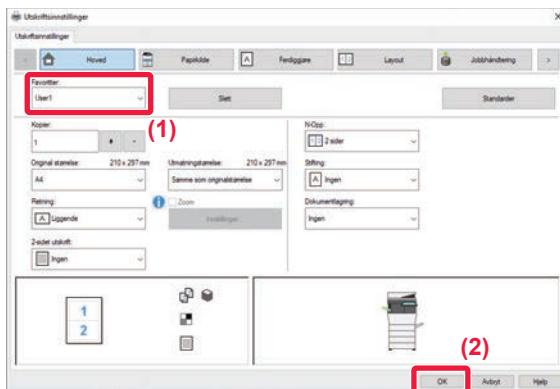 Utskriftsinnstillinger
Utskriftsinnstillinger
Hoved Papirkilde Ferdiggjøre Layout Jobbhåndtering
Favoritter:
User1 Slett Standarder
(1)
Kopier: N-Opp:
1 + - 2 sider
Original størrelse: 210 x 297 mm Utmatingstørrelse: 210 x 297 mm Stifting:
A4 Samme som originalstørrelse Ingen
Retning: Zoom Dokumentlagring:
Liggende Innstillinger Ingen
2-sidet utskrift:
Ingen
1
2
(2)
OK Avbryt Hjelp